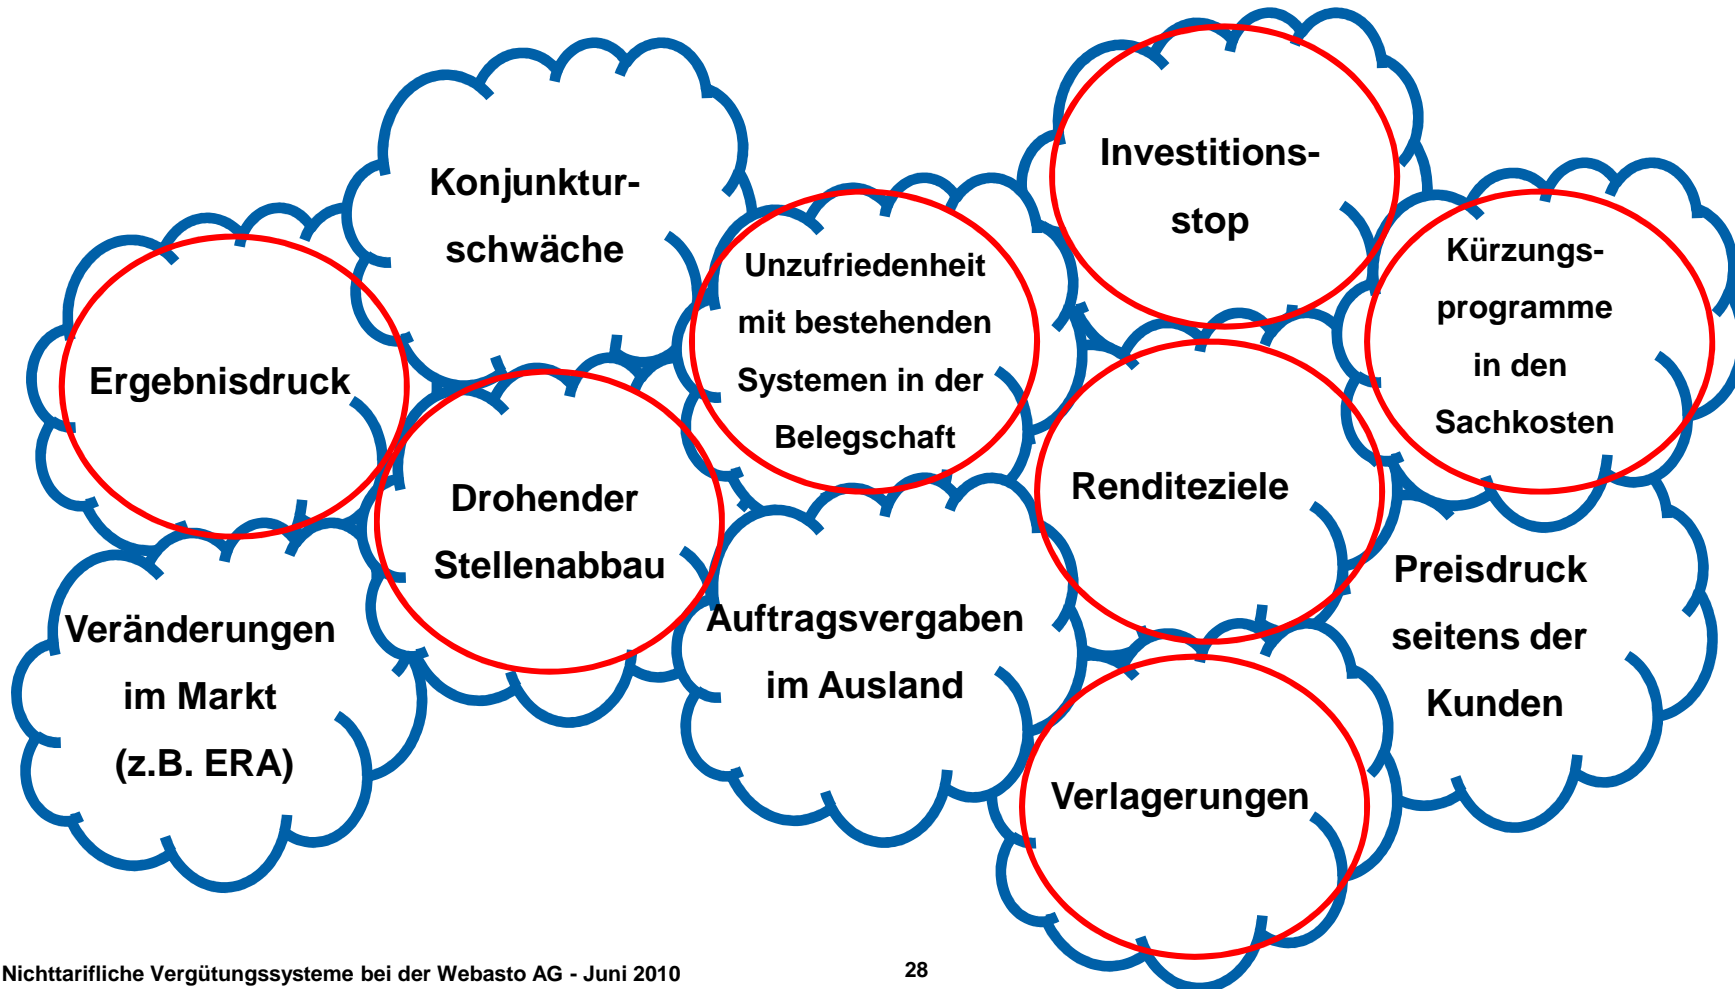 Konjunktur-
schwäche
Investitions-
stop
Unzufriedenheit
mit bestehenden
Systemen in der
Belegschaft
Kürzungs-
programme
in den
Sachkosten
Ergebnisdruck
Drohender
Stellenabbau
Renditeziele
Veränderungen
im Markt
(z.B. ERA)
Auftragsvergaben
im Ausland
Preisdruck
seitens der
Kunden
Verlagerungen
Nichttarifliche Vergütungssysteme bei der Webasto AG - Juni 2010
28